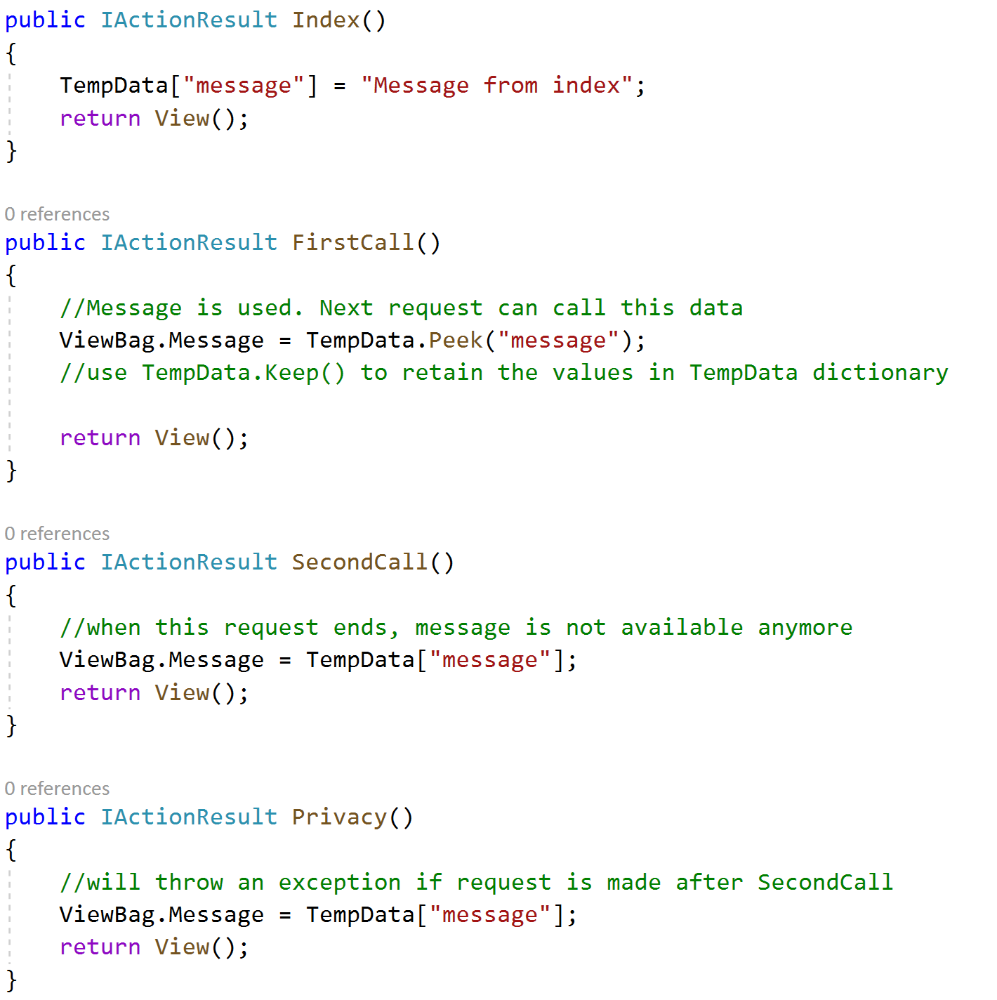 public IActionResult Index()
{
    TempData["message"] = "Message from index";
    return View();
}
0 references
public IActionResult FirstCall()
{
    //Message is used. Next request can call this data
    ViewBag.Message = TempData.Peek("message");
    //use TempData.Keep() to retain the values in TempData dictionary
    return View();
}
0 references
public IActionResult SecondCall()
{
    //when this request ends, message is not available anymore
    ViewBag.Message = TempData["message"];
    return View();
}
0 references
public IActionResult Privacy()
{
    //will throw an exception if request is made after SecondCall
    ViewBag.Message = TempData["message"];
    return View();
}